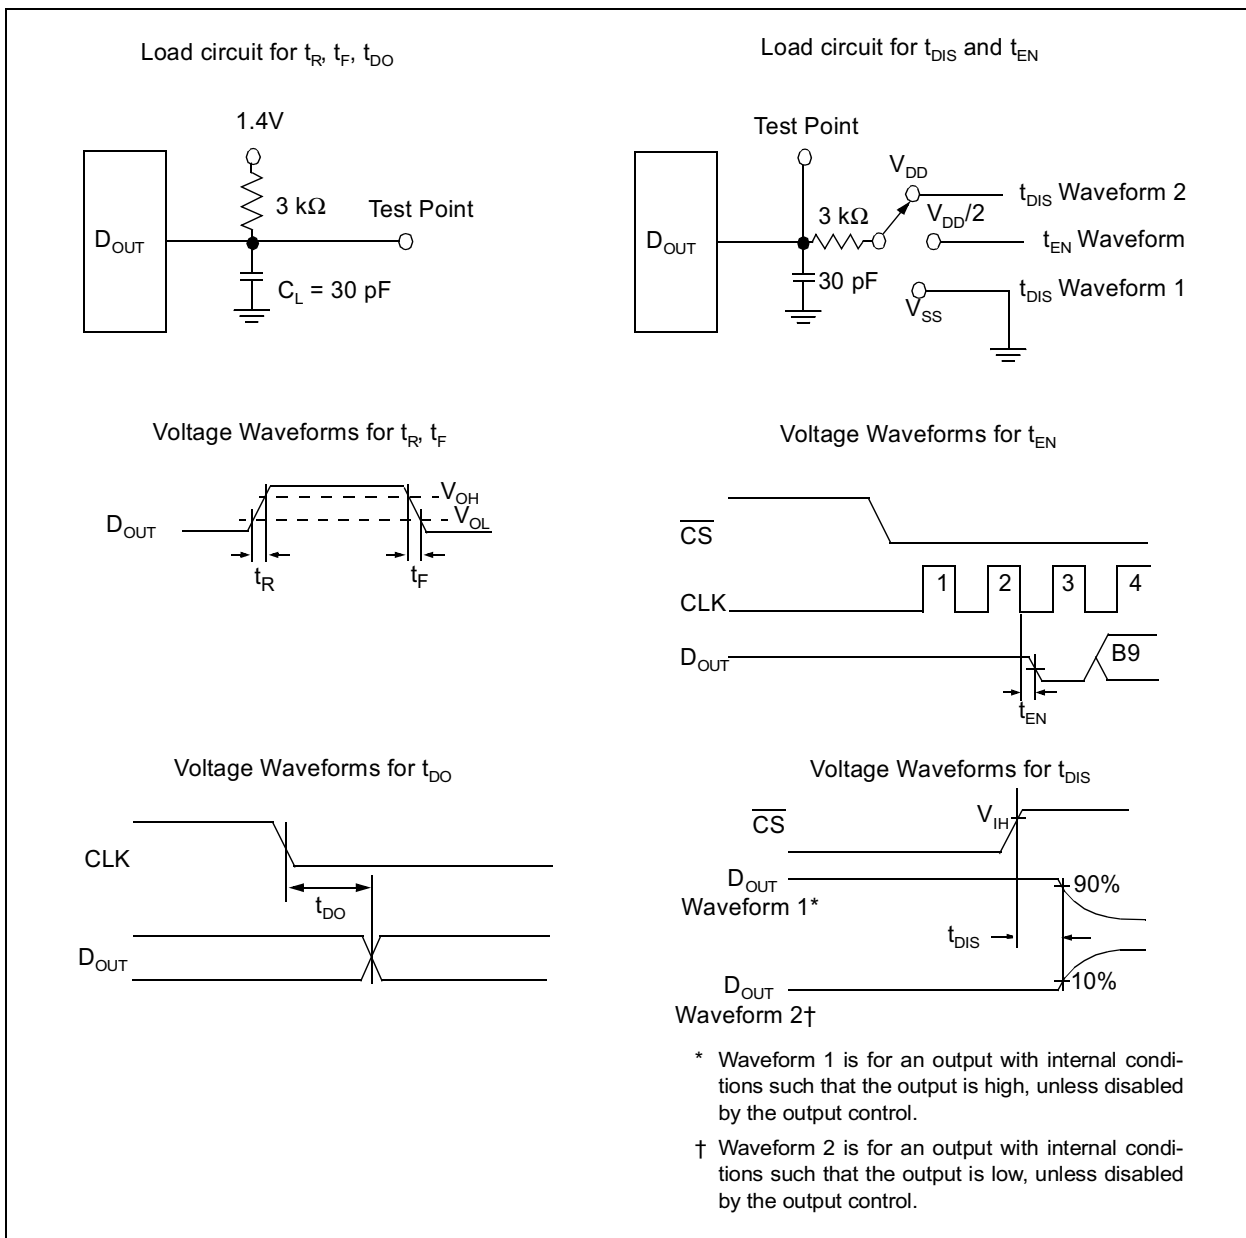 Load circuit for tR, tF, tDO
1.4V
3 kΩ
Test Point
DOUT
CL = 30 pF
Load circuit for tDIS and tEN
Test Point
VDD
tDIS Waveform 2
3 kΩ
VDD/2
DOUT
tEN Waveform
30 pF
tDIS Waveform 1
VSS
Voltage Waveforms for tR, tF
VOH
VOL
DOUT
tR
tF
Voltage Waveforms for tEN
CS
1
2
3
4
CLK
DOUT
B9
tEN
Voltage Waveforms for tDO
CLK
tDO
DOUT
Voltage Waveforms for tDIS
VIH
CS
DOUT
90%
Waveform 1*
tDIS
DOUT
10%
Waveform 2†
* Waveform 1 is for an output with internal condi-
tions such that the output is high, unless disabled
by the output control.
† Waveform 2 is for an output with internal condi-
tions such that the output is low, unless disabled
by the output control.